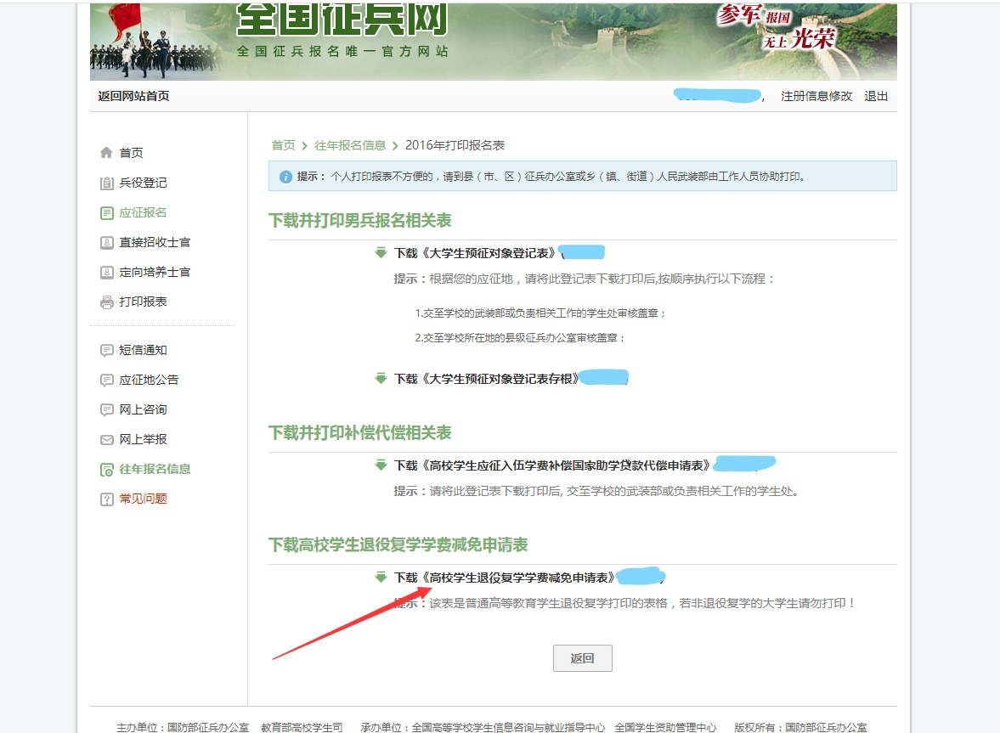 全国征兵网
全国征兵报名唯一官方网站
参军报国
无上光荣
返回网站首页
， 注册信息修改 退出
首页
兵役登记
应征报名
直接招收士官
定向培养士官
打印报表
短信通知
应征地公告
网上咨询
网上举报
往年报名信息
常见问题
首页 > 往年报名信息 > 2016年打印报名表
提示： 个人打印报表不方便的，请到县（市、区）征兵办公室或乡（镇、街道）人民武装部由工作人员协助打印。
下载并打印男兵报名相关表
下载《大学生预征对象登记表》(
提示：根据您的应征地，请将此登记表下载打印后,按顺序执行以下流程：
1.交至学校的武装部或负责相关工作的学生处审核盖章；
2.交至学校所在地的县级征兵办公室审核盖章；
下载《大学生预征对象登记表存根》
下载并打印补偿代偿相关表
下载《高校学生应征入伍学费补偿国家助学贷款代偿申请表》
提示：请将此登记表下载打印后, 交至学校的武装部或负责相关工作的学生处。
下载高校学生退役复学学费减免申请表
下载《高校学生退役复学学费减免申请表》
提示：该表是普通高等教育学生退役复学打印的表格，若非退役复学的大学生请勿打印！
返回
主办单位：国防部征兵办公室 教育部高校学生司 承办单位：全国高等学校学生信息咨询与就业指导中心 全国学生资助管理中心 版权所有：国防部征兵办公室